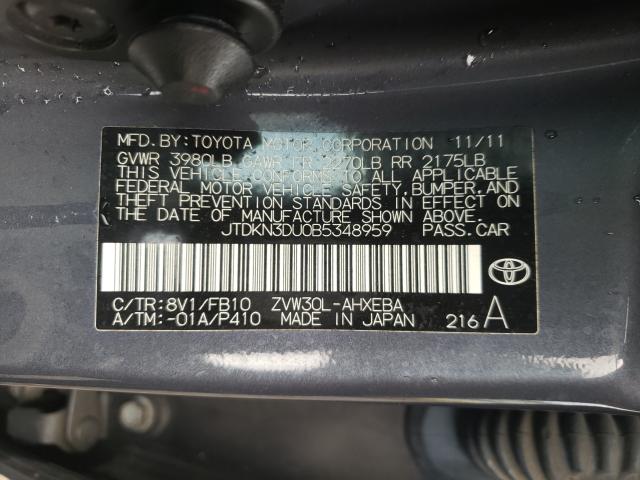 MFD.BY:TOYOTA MOTOR CORPORATION 11/11
GVWR 3980LB GAWR FR 2270LB RR 2175LB
THIS VEHICLE CONFORMS TO ALL APPLICABLE
FEDERAL MOTOR VEHICLE SAFETY, BUMPER, AND
THEFT PREVENTION STANDARDS IN EFFECT ON
THE DATE OF MANUFACTURE SHOWN ABOVE.
JTDKN3DU0B5348959 PASS.CAR
C/TR:8V1/FB10 ZVW30L-AHXEBA
A/TM:-01A/P410 MADE IN JAPAN 216 A